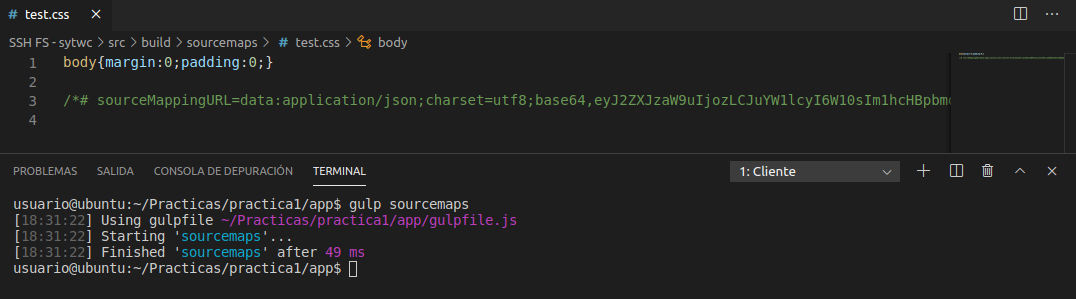 # test.css
SSH FS - sytwc > src > build > sourcemaps > # test.css > body
1 body{margin:0;padding:0;}
2
3 /*# sourceMappingURL=data:application/json;charset=utf8;base64,eyJ2ZXJzaW9uIjozLCJuYW1lcyI6W10sIm1hcHBpbmd
4
PROBLEMAS SALIDA CONSOLA DE DEPURACIÓN TERMINAL 1: Cliente
usuario@ubuntu:~/Practicas/practica1/app$ gulp sourcemaps
[18:31:22] Using gulpfile ~/Practicas/practica1/app/gulpfile.js
[18:31:22] Starting 'sourcemaps'...
[18:31:22] Finished 'sourcemaps' after 49 ms
usuario@ubuntu:~/Practicas/practica1/app$